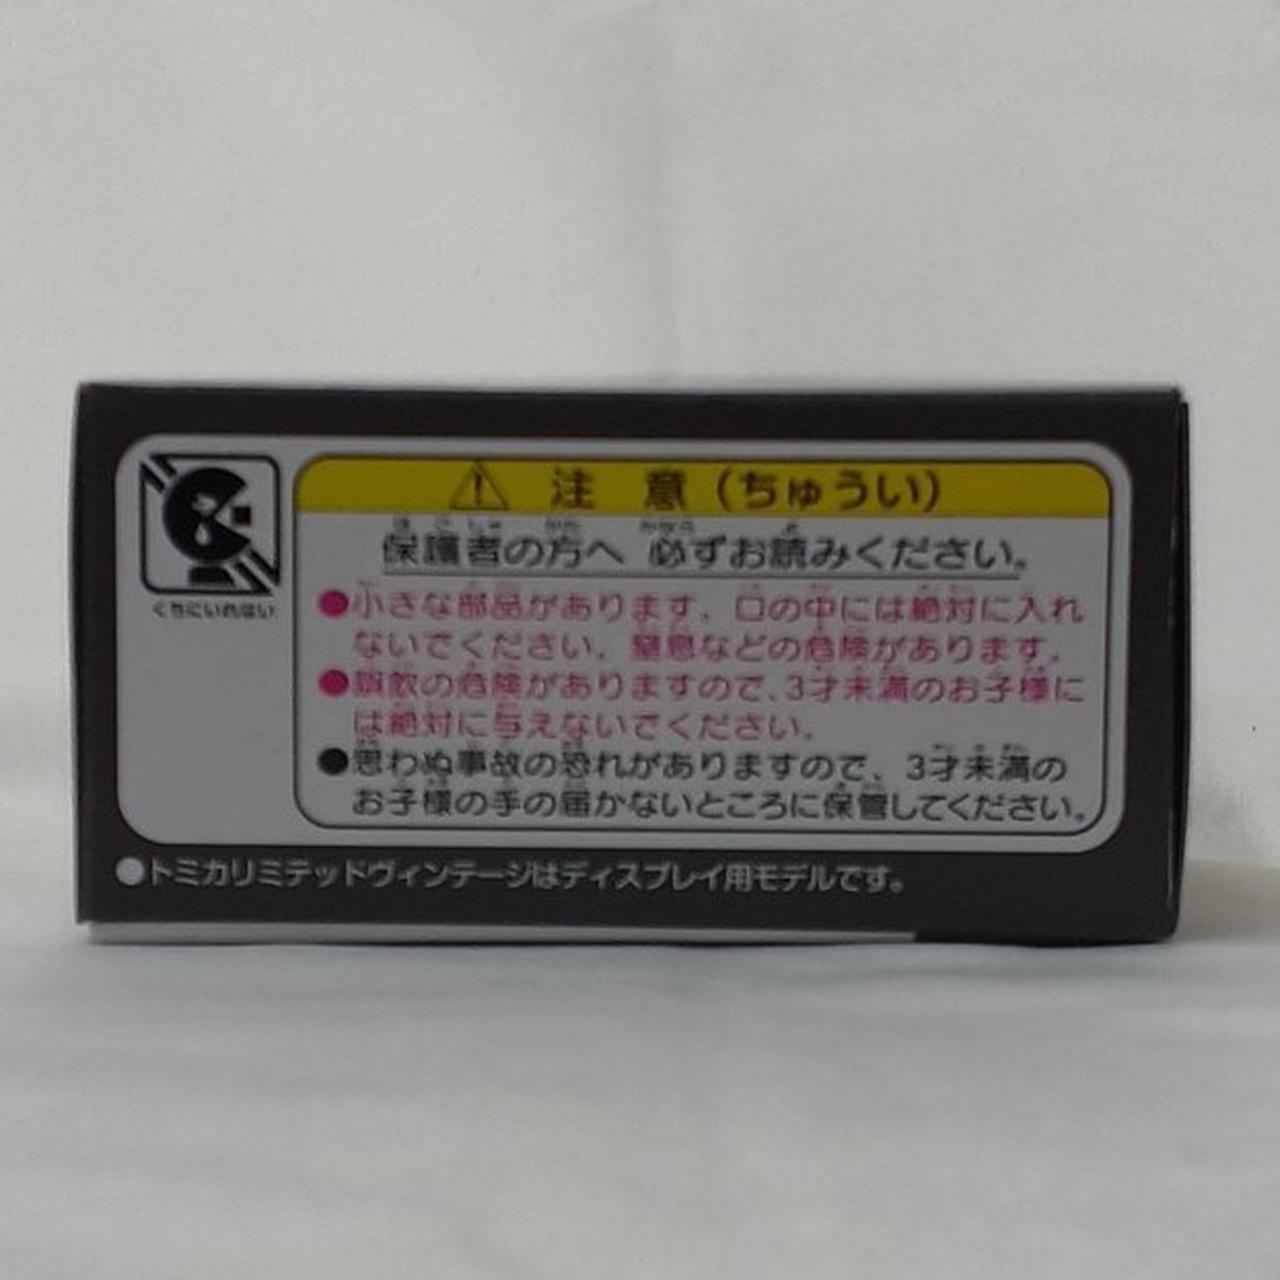 注 意 (ちゅうい)
保護者の方へ 必ずお読みください。
●小さな部品があります。口の中には絶対に入れ
ないでください。窒息などの危険があります。
●誤飲の危険がありますので、3才未満のお子様に
は絶対に与えないでください。
●思わぬ事故の恐れがありますので、3才未満の
お子様の手の届かないところに保管してください。
くちにいれない
●トミカリミテッドヴィンテージはディスプレイ用モデルです。